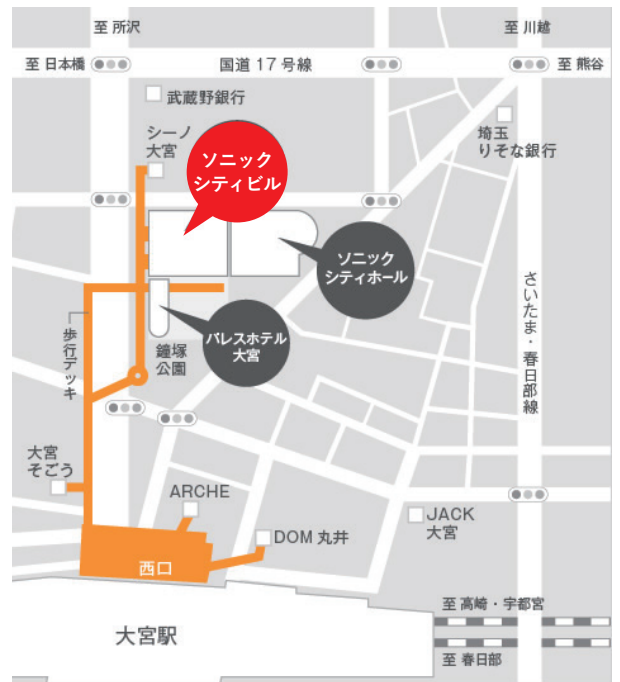 至 所沢
至 川越
至 日本橋
国道 17 号線
至 熊谷
武蔵野銀行
シーノ
大宮
埼玉
りそな銀行
ソニック
シティビル
ソニック
シティホール
さいたま・春日部線
歩行デッキ
パレスホテル
大宮
鐘塚
公園
大宮
そごう
ARCHE
JACK
大宮
DOM 丸井
西口
至 高崎・宇都宮
大宮駅
至 春日部